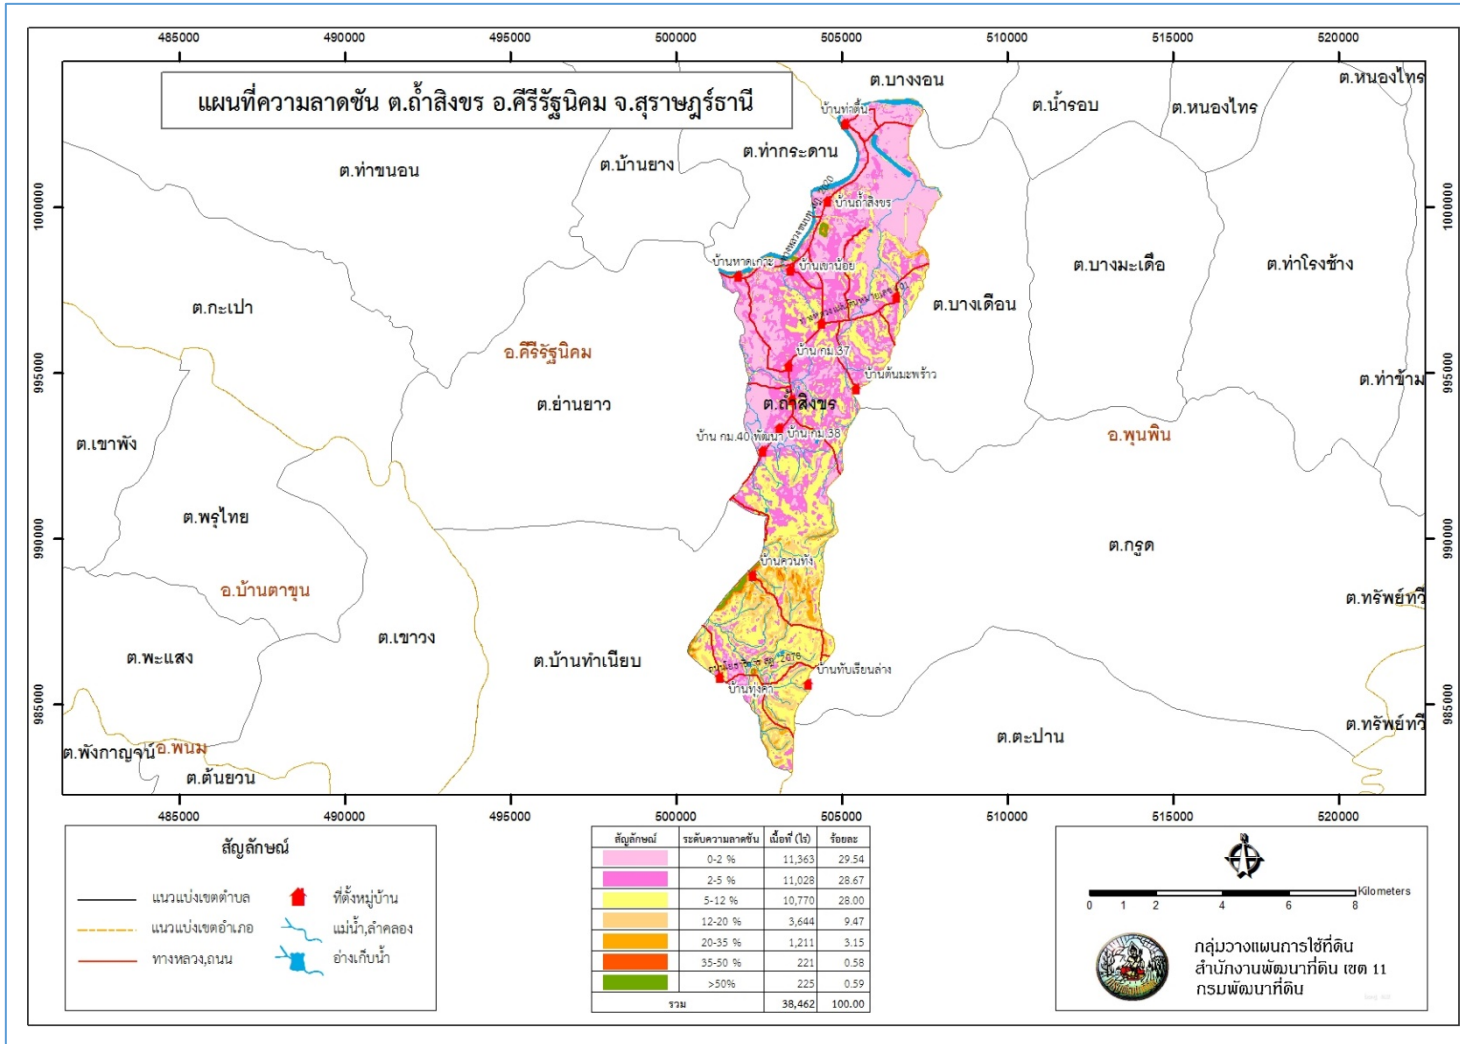 485000 490000 495000 500000 505000 510000 515000 520000
แผนที่ความลาดชัน ต.ถ้ำสิงขร อ.คีรีรัฐนิคม จ.สุราษฎร์ธานี
ต.บางงอน
ต.หนองไทร
ต.น้ำรอบ
ต.หนองไทร
บ้านท่าตื้น
ต.ท่ากระดาน
ต.บ้านยาง
ต.ท่าขนอน
1000000
1000000
บ้านถ้ำสิงขร
บ้านหาดเกาะ
บ้านเขาน้อย
ต.บางมะเดื่อ
ต.ท่าโรงช้าง
ต.บางเดือน
ต.กะเปา
อ.คีรีรัฐนิคม
บ้าน กม.37
บ้านต้นมะพร้าว
995000
995000
ต.ท่าข้าม
ต.ย่านยาว
ต.ถ้ำสิงขร
บ้าน กม.40 พัฒนา
บ้าน กม.38
อ.พุนพิน
ต.เขาพัง
ต.พรุไทย
990000
990000
ต.กรูด
บ้านควนทัง
อ.บ้านตาขุน
ต.ทรัพย์ทวี
ต.เขาวง
ต.พะแสง
ต.บ้านทำเนียบ
บ้านทับเรียนล่าง
บ้านทุ่งคา
985000
985000
ต.ทรัพย์ทวี
ต.ตะปาน
ต.พังกาญจน์
อ.พนม
ต.ต้นยวน
485000 490000 495000 500000 505000 510000 515000 520000
สัญลักษณ์
แนวแบ่งเขตตำบล
ที่ตั้งหมู่บ้าน
แนวแบ่งเขตอำเภอ
แม่น้ำ,ลำคลอง
ทางหลวง,ถนน
อ่างเก็บน้ำ
สัญลักษณ์ ระดับความลาดชัน เนื้อที่ (ไร่) ร้อยละ
0-2 % 11,363 29.54
2-5 % 11,028 28.67
5-12 % 10,770 28.00
12-20 % 3,644 9.47
20-35 % 1,211 3.15
35-50 % 221 0.58
>50% 225 0.59
รวม 38,462 100.00
Kilometers
0 1 2 4 6 8
กลุ่มวางแผนการใช้ที่ดิน
สำนักงานพัฒนาที่ดิน เขต 11
กรมพัฒนาที่ดิน